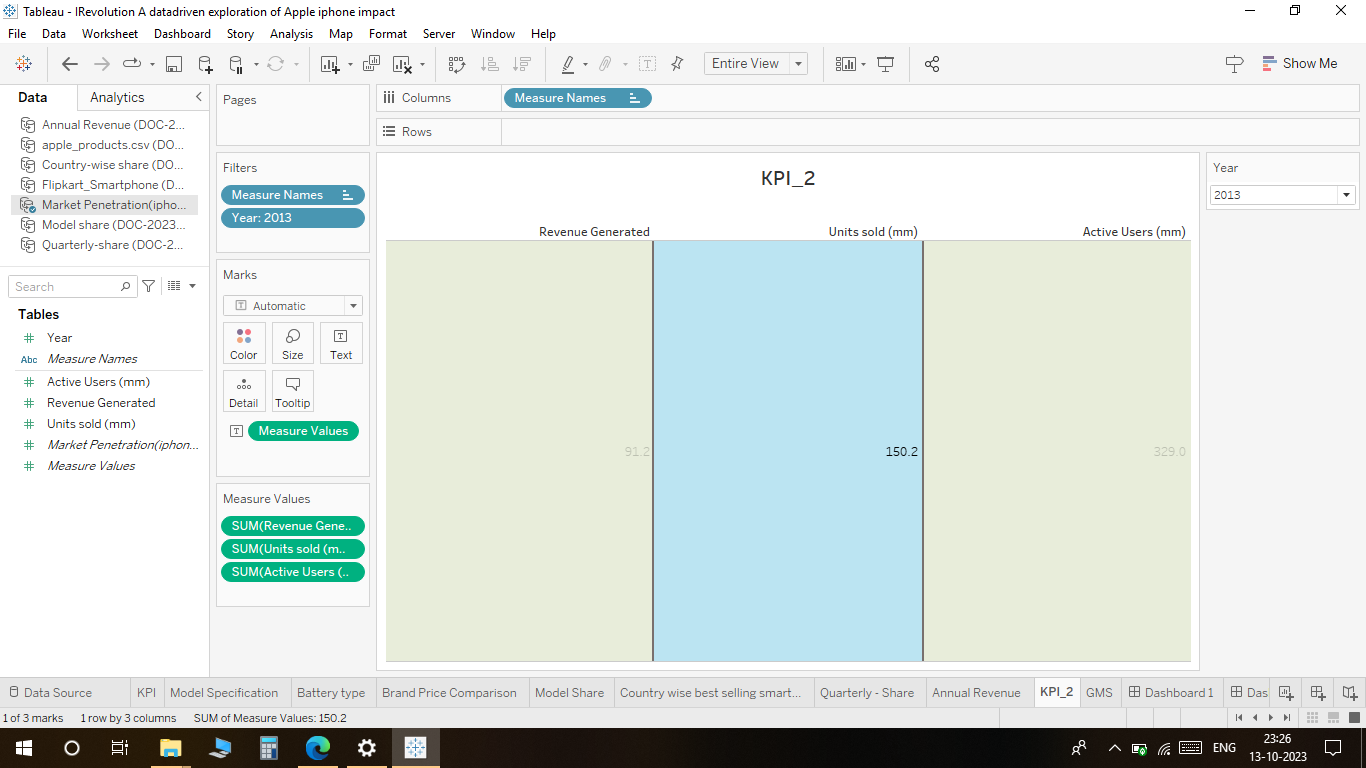 Tableau - IRevolution A datadriven exploration of Apple iphone impact
File Data Worksheet Dashboard Story Analysis Map Format Server Window Help
Entire View
Show Me
Data Analytics
Annual Revenue (DOC-2...
apple_products.csv (DO...
Country-wise share (DO...
Flipkart_Smartphone (D...
Market Penetration(ipho...
Model share (DOC-2023...
Quarterly-share (DOC-2...
Search
Tables
Year
Abc Measure Names
Active Users (mm)
Revenue Generated
Units sold (mm)
Market Penetration(iphon...
Measure Values
Pages
Filters
Measure Names
Year: 2013
Marks
Automatic
Color Size Text
Detail Tooltip
Measure Values
Measure Values
SUM(Revenue Gene..
SUM(Units sold (m..
SUM(Active Users (..
Columns Measure Names
Rows
KPI_2
Revenue Generated Units sold (mm) Active Users (mm)
91.2 150.2 329.0
Year
2013
Data Source KPI Model Specification Battery type Brand Price Comparison Model Share Country wise best selling smart... Quarterly - Share Annual Revenue KPI_2 GMS Dashboard 1 Das
1 of 3 marks 1 row by 3 columns SUM of Measure Values: 150.2
ENG
23:26
13-10-2023